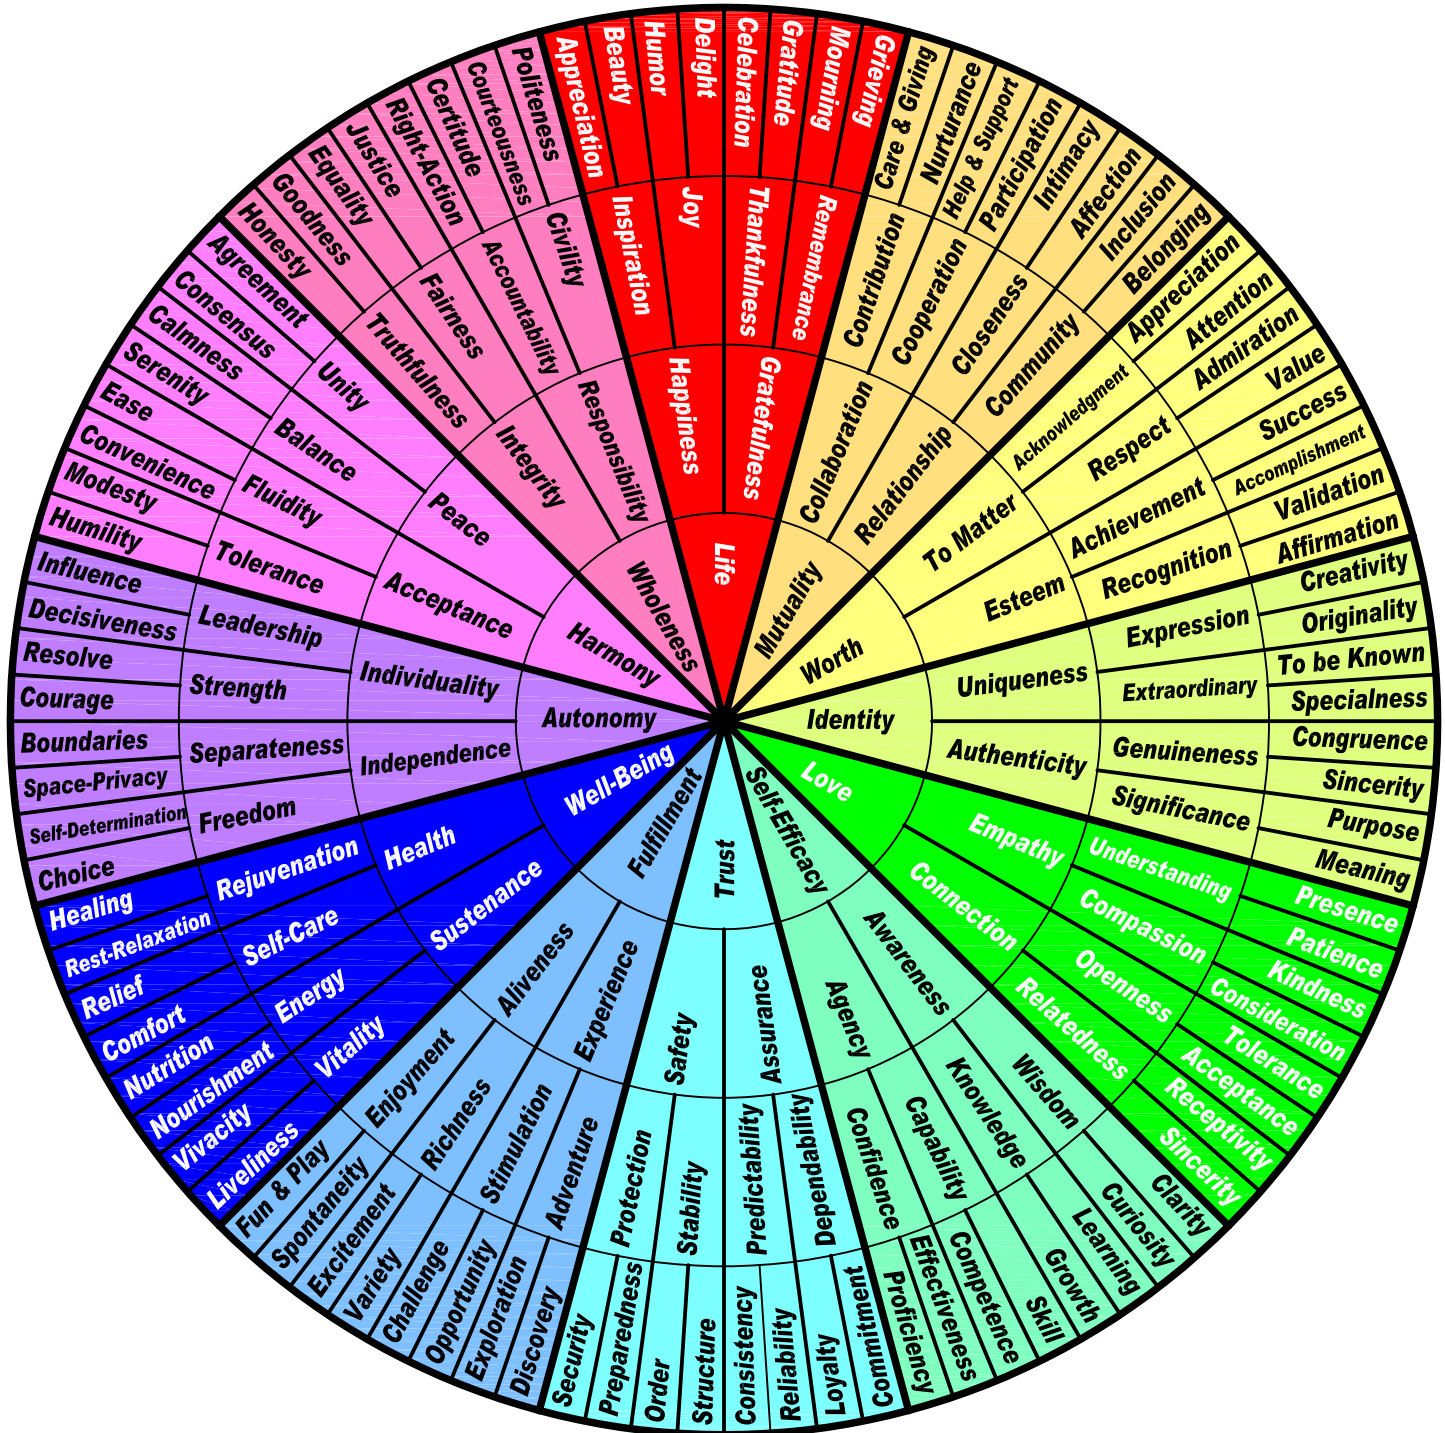 Life
Happiness
Gratefulness
Inspiration
Joy
Thankfulness
Remembrance
Appreciation
Beauty
Humor
Delight
Celebration
Gratitude
Mourning
Grieving
Mutuality
Collaboration
Relationship
Contribution
Cooperation
Closeness
Community
Care & Giving
Nurturance
Help & Support
Participation
Intimacy
Affection
Inclusion
Belonging
Worth
To Matter
Esteem
Acknowledgment
Respect
Achievement
Recognition
Appreciation
Attention
Admiration
Value
Success
Accomplishment
Validation
Affirmation
Identity
Uniqueness
Authenticity
Expression
Extraordinary
Genuineness
Significance
Creativity
Originality
To be Known
Specialness
Congruence
Sincerity
Purpose
Meaning
Love
Empathy
Connection
Understanding
Compassion
Openness
Relatedness
Presence
Patience
Kindness
Consideration
Tolerance
Acceptance
Receptivity
Sincerity
Self-Efficacy
Awareness
Agency
Wisdom
Knowledge
Capability
Confidence
Clarity
Curiosity
Learning
Growth
Skill
Competence
Effectiveness
Proficiency
Trust
Assurance
Safety
Dependability
Predictability
Stability
Protection
Commitment
Loyalty
Reliability
Consistency
Structure
Order
Preparedness
Security
Fulfillment
Experience
Aliveness
Adventure
Stimulation
Richness
Enjoyment
Discovery
Exploration
Opportunity
Challenge
Variety
Excitement
Spontaneity
Fun & Play
Well-Being
Sustenance
Health
Vitality
Energy
Self-Care
Rejuvenation
Liveliness
Vivacity
Nourishment
Nutrition
Comfort
Relief
Rest-Relaxation
Healing
Autonomy
Independence
Individuality
Freedom
Separateness
Strength
Leadership
Choice
Self-Determination
Space-Privacy
Boundaries
Courage
Resolve
Decisiveness
Influence
Harmony
Acceptance
Peace
Tolerance
Fluidity
Balance
Unity
Humility
Modesty
Convenience
Ease
Serenity
Calmness
Consensus
Agreement
Wholeness
Integrity
Responsibility
Truthfulness
Fairness
Accountability
Civility
Honesty
Goodness
Equality
Justice
Right-Action
Certitude
Courteousness
Politeness